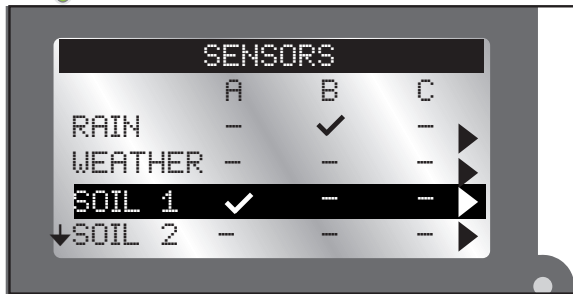 SENSORS
A B C
RAIN - ✓ -
WEATHER - - -
SOIL 1 ✓ - -
SOIL 2 - - -